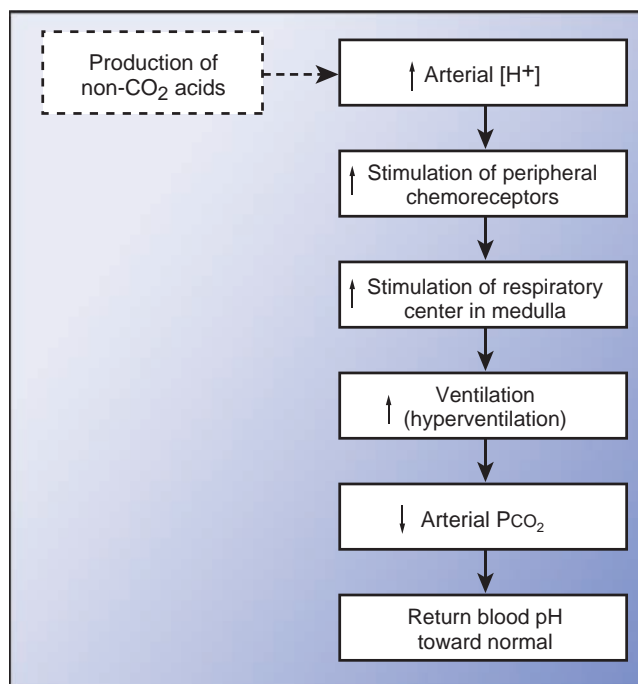 Production of
non-CO₂ acids
↑ Arterial [H⁺]
↑ Stimulation of peripheral
chemoreceptors
↑ Stimulation of respiratory
center in medulla
↑ Ventilation
(hyperventilation)
↓ Arterial PCO₂
Return blood pH
toward normal